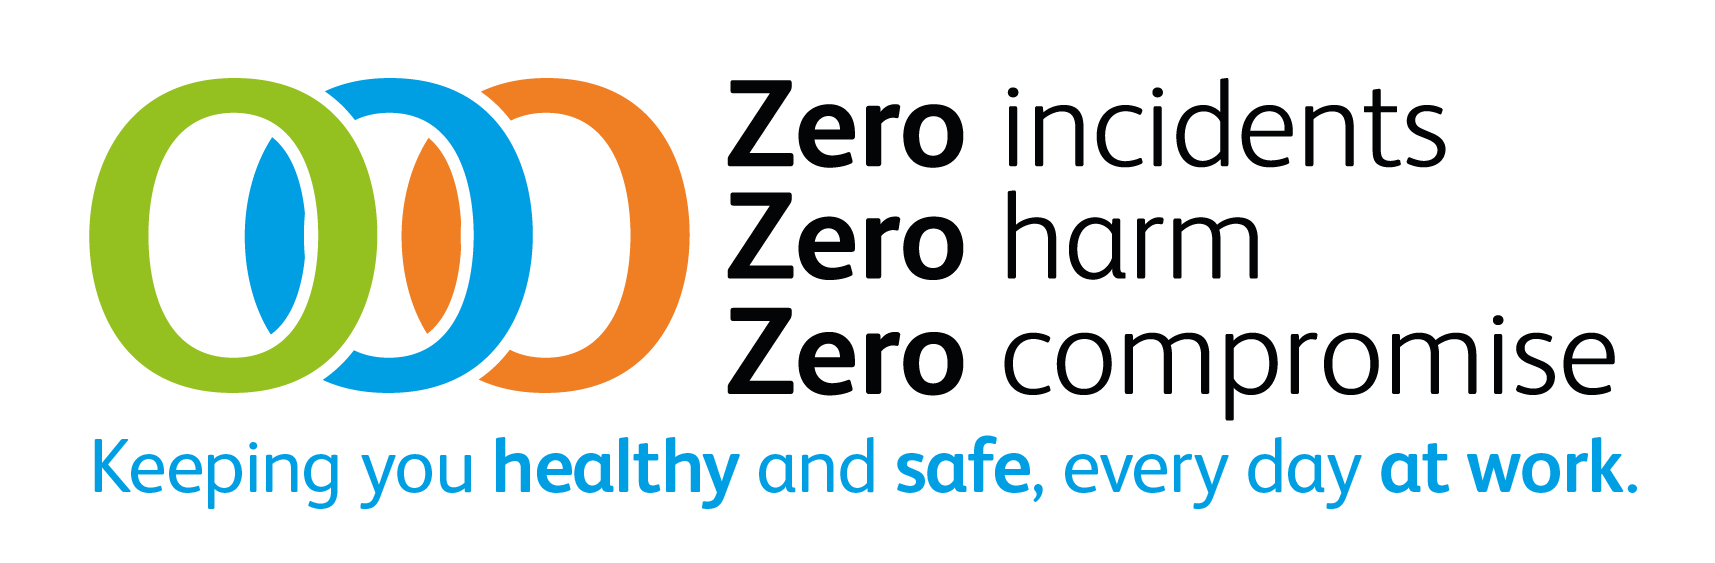 Zero incidents
Zero harm
Zero compromise
Keeping you healthy and safe, every day at work.